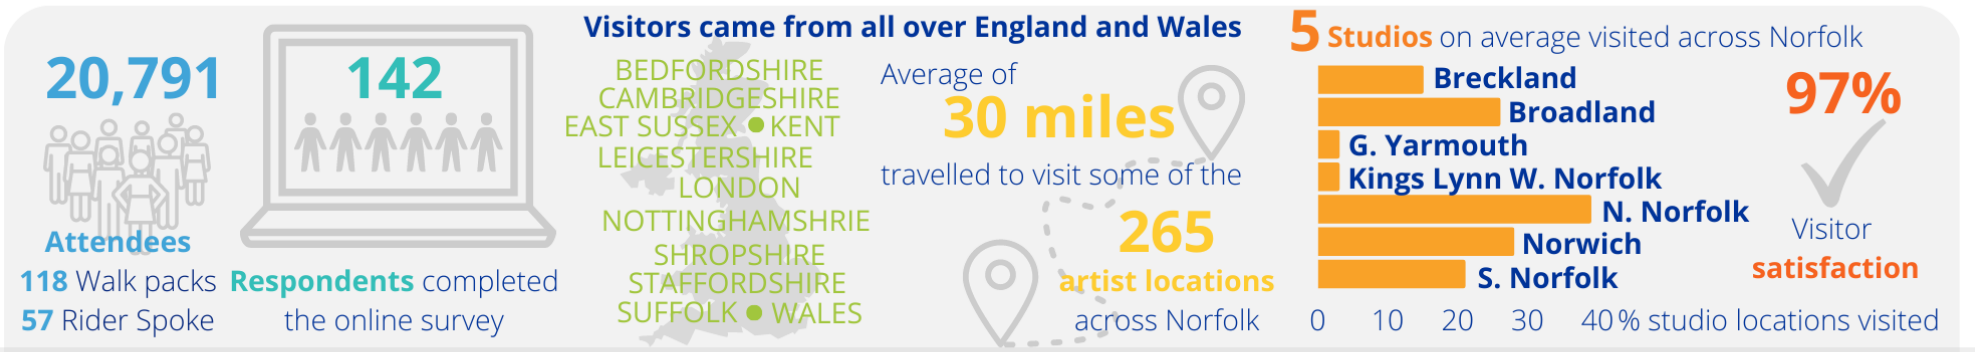 20,791
Attendees
118 Walk packs
57 Rider Spoke
142
Respondents completed
the online survey
Visitors came from all over England and Wales
BEDFORDSHIRE
CAMBRIDGESHIRE
EAST SUSSEX ● KENT
LEICESTERSHIRE
LONDON
NOTTINGHAMSHRIE
SHROPSHIRE
STAFFORDSHIRE
SUFFOLK ● WALES
Average of
30 miles
travelled to visit some of the
265
artist locations
across Norfolk
5 Studios on average visited across Norfolk
Breckland
Broadland
G. Yarmouth
Kings Lynn W. Norfolk
N. Norfolk
Norwich
S. Norfolk
0 10 20 30 40% studio locations visited
97%
Visitor
satisfaction